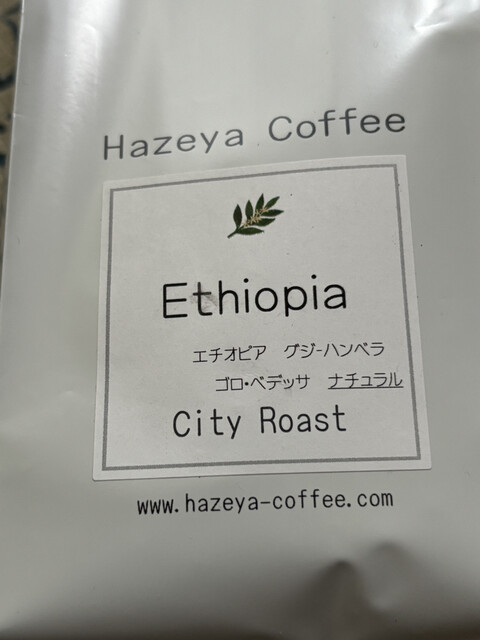 Hazeya Coffee
Ethiopia
エチオピア グジーハンベラ
ゴロ・ベデッサ ナチュラル
City Roast
www.hazeya-coffee.com